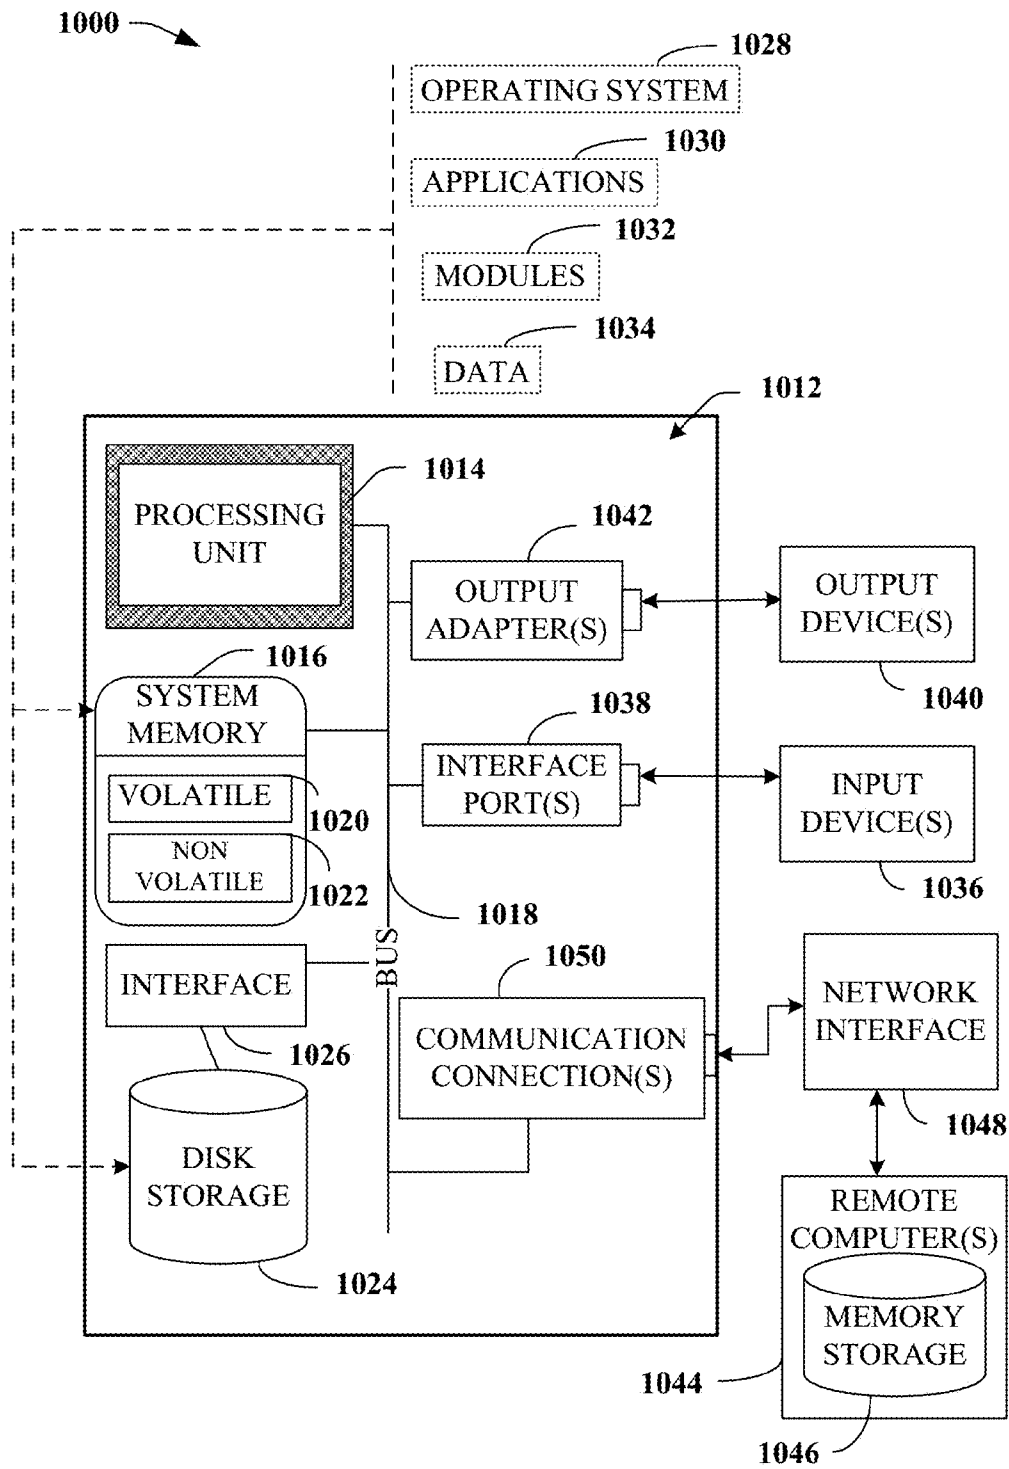 1000
1028
OPERATING SYSTEM
1030
APPLICATIONS
1032
MODULES
1034
DATA
1012
1014
PROCESSING
UNIT
1042
OUTPUT
ADAPTER(S)
OUTPUT
DEVICE(S)
1040
1016
SYSTEM
MEMORY
VOLATILE
1020
NON
VOLATILE
1022
1038
INTERFACE
PORT(S)
INPUT
DEVICE(S)
1036
1018
BUS
INTERFACE
1026
1050
COMMUNICATION
CONNECTION(S)
NETWORK
INTERFACE
1048
DISK
STORAGE
1024
REMOTE
COMPUTER(S)
MEMORY
STORAGE
1044
1046